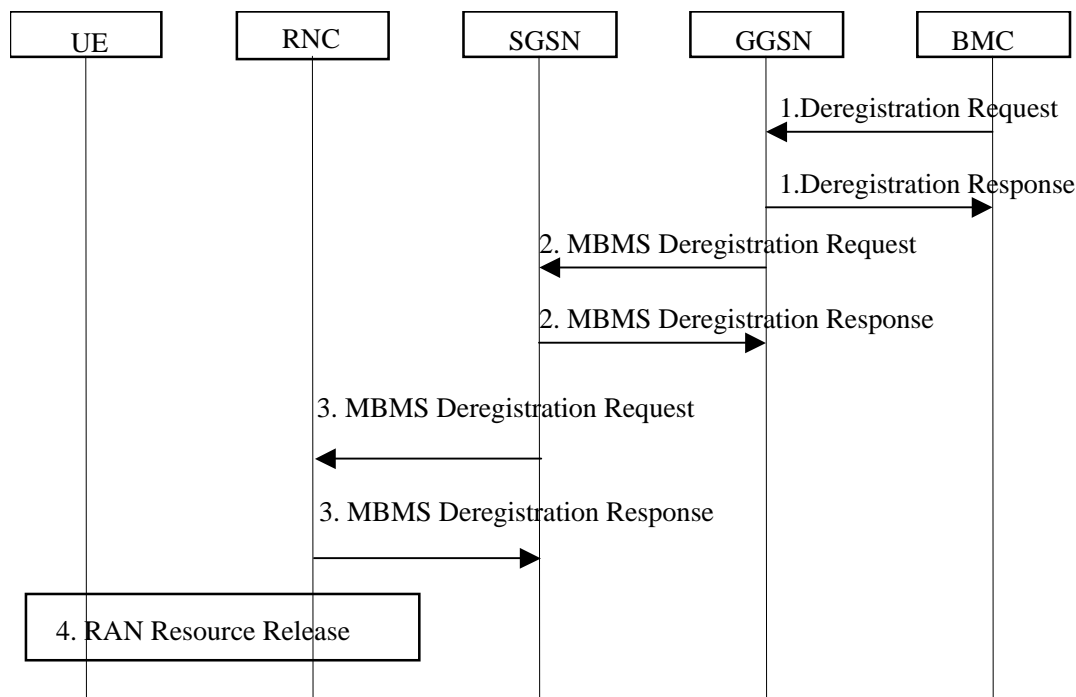 UE
RNC
SGSN
GGSN
BMC
1.Deregistration Request
1.Deregistration Response
2. MBMS Deregistration Request
2. MBMS Deregistration Response
3. MBMS Deregistration Request
3. MBMS Deregistration Response
4. RAN Resource Release